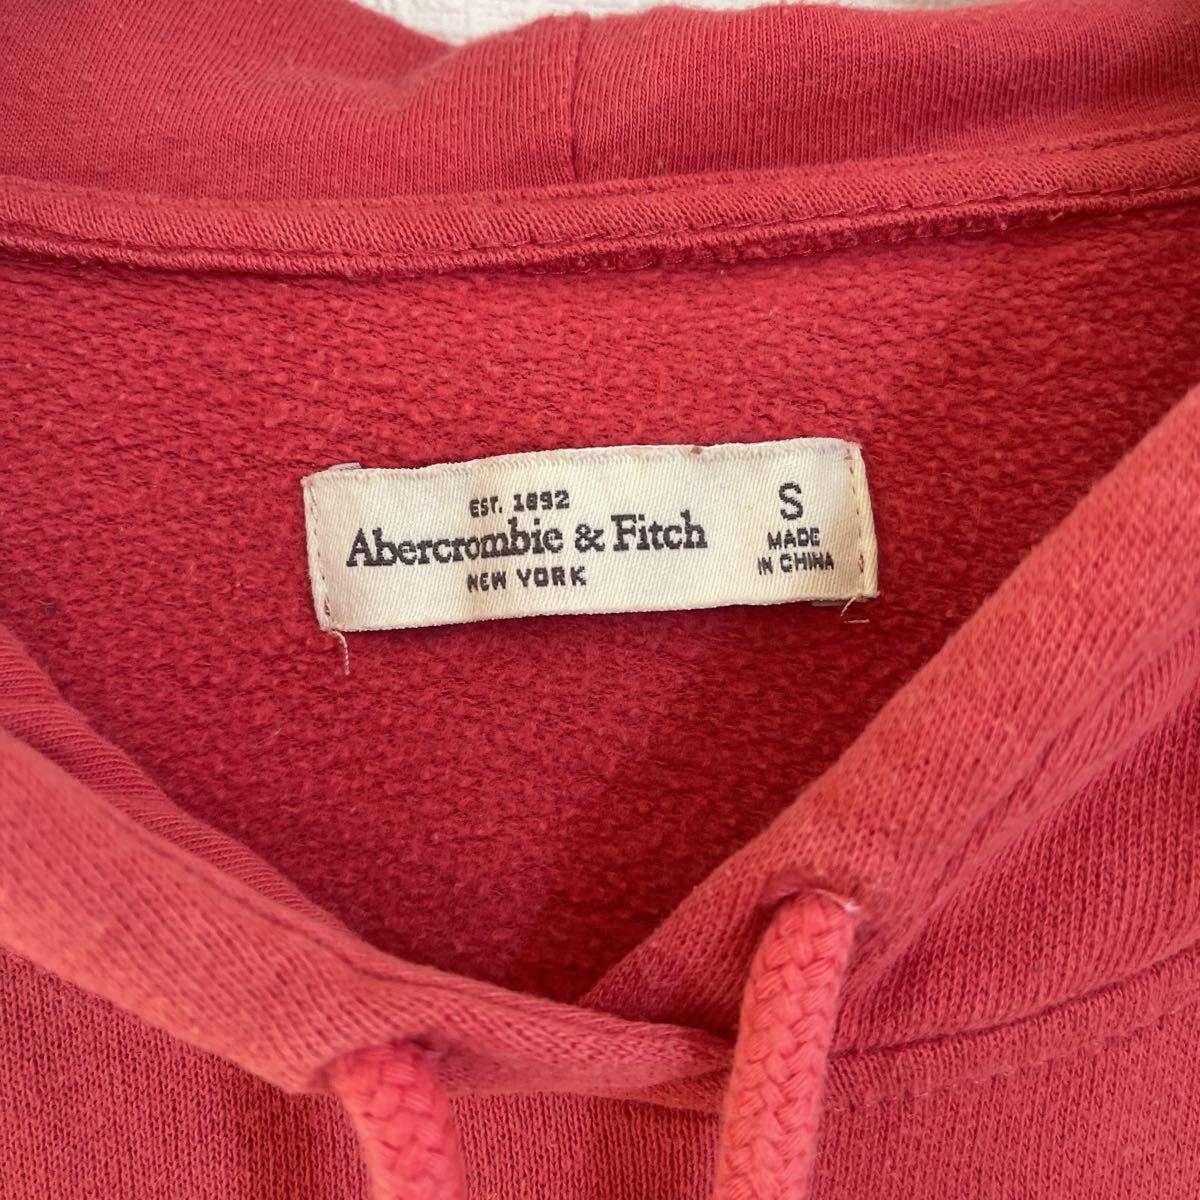 EST. 1892
Abercrombie & Fitch
NEW YORK
S
MADE
IN CHINA